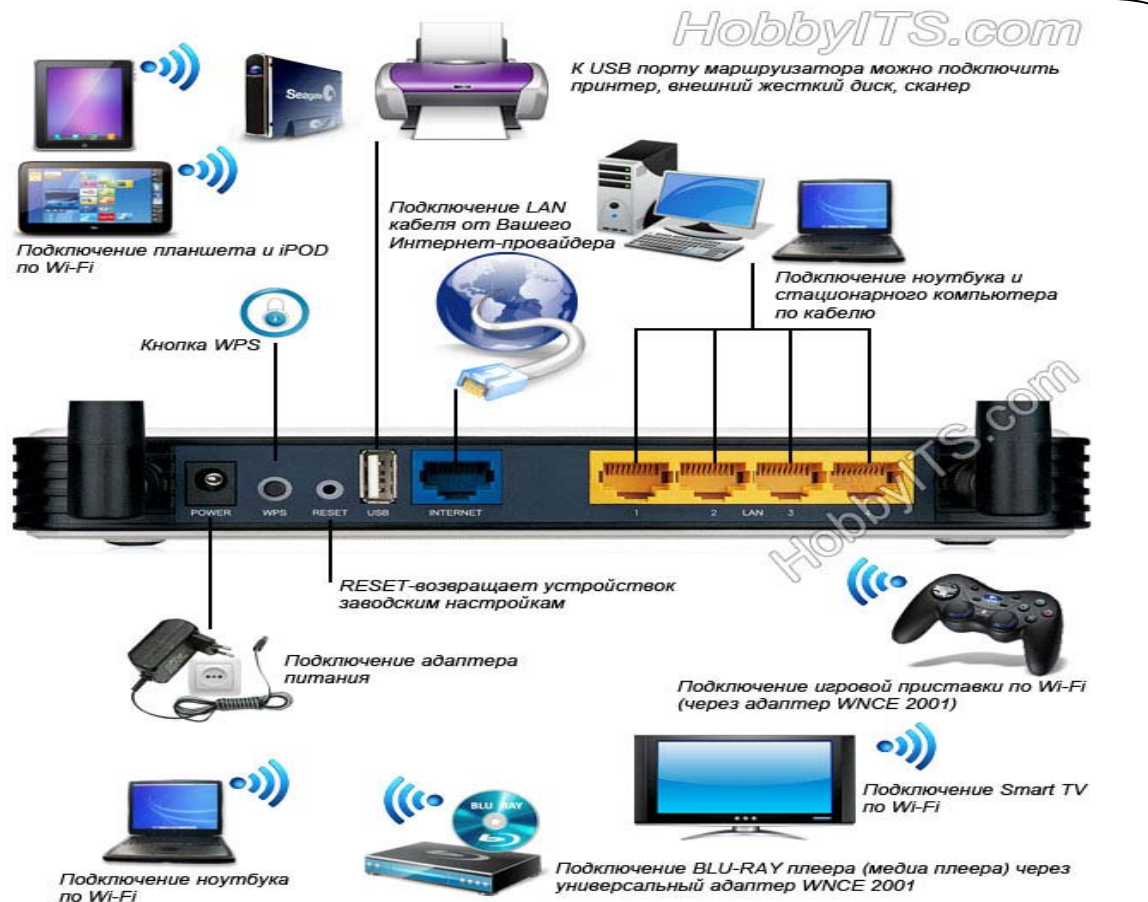 HobbyITS.com
К USB порту маршруизатора можно подключить
принтер, внешний жесткий диск, сканер
Seagate
Подключение LAN
кабеля от Вашего
Интернет-провайдера
Подключение планшета и iPOD
по Wi-Fi
Подключение ноутбука и
стационарного компьютера
по кабелю
Кнопка WPS
HobbyITS.com
POWER
WPS
RESET
USB
INTERNET
1
2
LAN
3
RESET-возвращает устройствок
заводским настройкам
Подключение адаптера
питания
Подключение игровой приставки по Wi-Fi
(через адаптер WNCE 2001)
BLU RAY
Подключение Smart TV
по Wi-Fi
Подключение ноутбука
по Wi-Fi
Подключение BLU-RAY плеера (медиа плеера) через
универсальный адаптер WNCE 2001